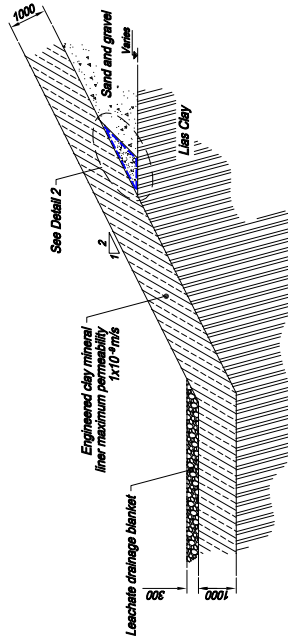 1000
Sand and gravel
Varies
Lias Clay
See Detail 2
2
1
Engineered clay mineral
liner maximum permeability
1x10⁻⁹m/s
Leachate drainage blanket
300
1000